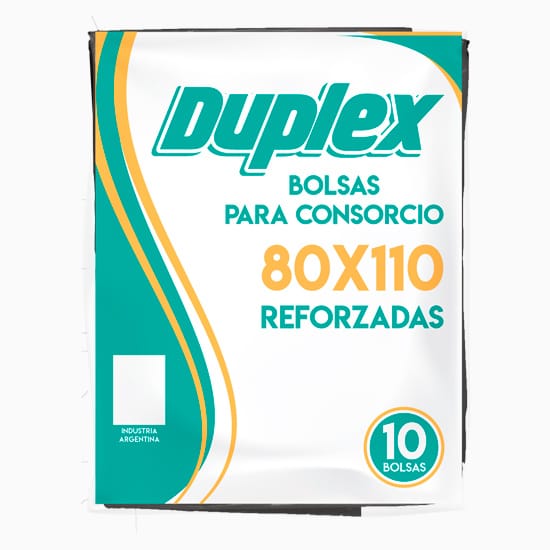 Duplex
BOLSAS
PARA CONSORCIO
80X110
REFORZADAS
INDUSTRIA
ARGENTINA
10
BOLSAS